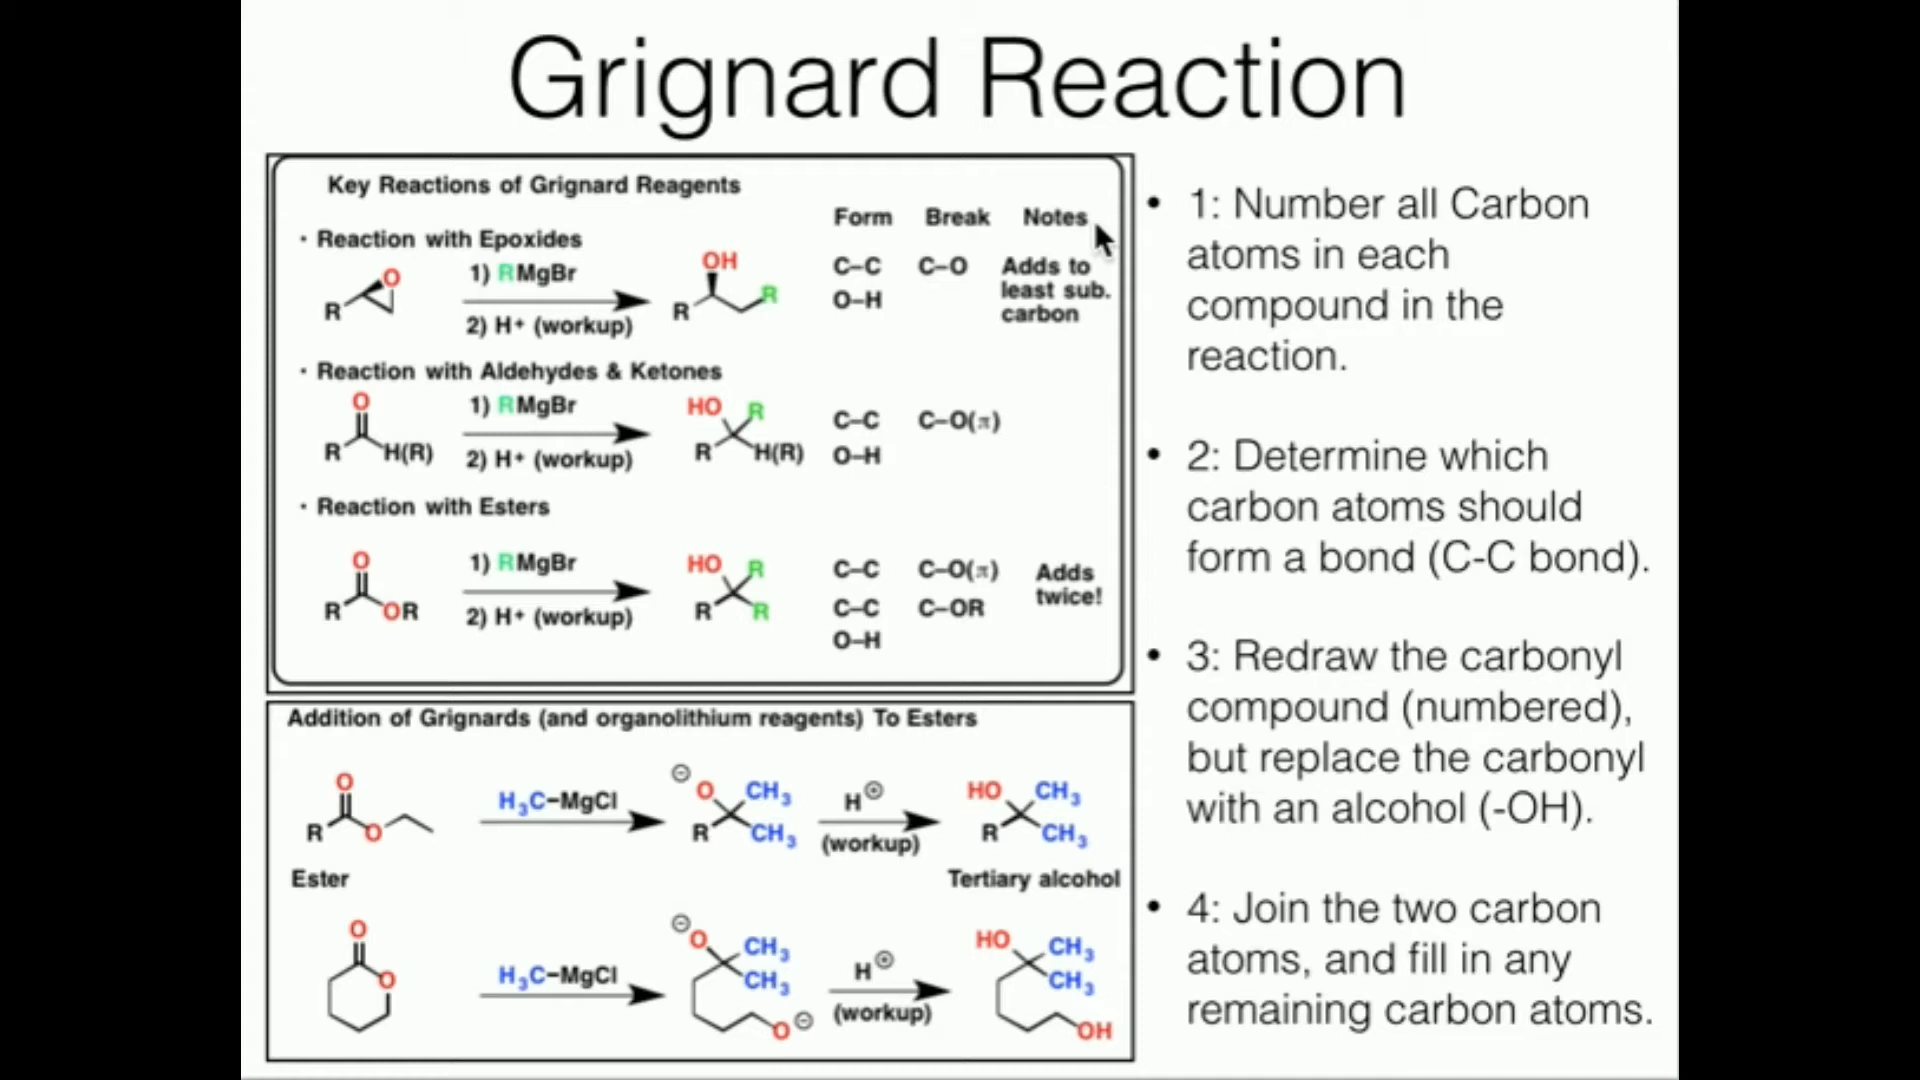 Grignard Reaction
Key Reactions of Grignard Reagents
Form Break Notes
· Reaction with Epoxides
R O
1) RMgBr
2) H+ (workup)
OH
R R
C–C C–O
O–H
Adds to
least sub.
carbon
· Reaction with Aldehydes & Ketones
O
R H(R)
1) RMgBr
2) H+ (workup)
HO R
R H(R)
C–C C–O(π)
O–H
· Reaction with Esters
O
R OR
1) RMgBr
2) H+ (workup)
HO R
R R
C–C C–O(π)
C–C C–OR
O–H
Adds
twice!
Addition of Grignards (and organolithium reagents) To Esters
O
R O
H₃C–MgCl
⊖
O CH₃
R CH₃
H⊕
(workup)
HO CH₃
R CH₃
Ester
Tertiary alcohol
O
O
H₃C–MgCl
⊖
O CH₃
CH₃
O⊖
H⊕
(workup)
HO CH₃
CH₃
OH
• 1: Number all Carbon
atoms in each
compound in the
reaction.
• 2: Determine which
carbon atoms should
form a bond (C-C bond).
• 3: Redraw the carbonyl
compound (numbered),
but replace the carbonyl
with an alcohol (-OH).
• 4: Join the two carbon
atoms, and fill in any
remaining carbon atoms.